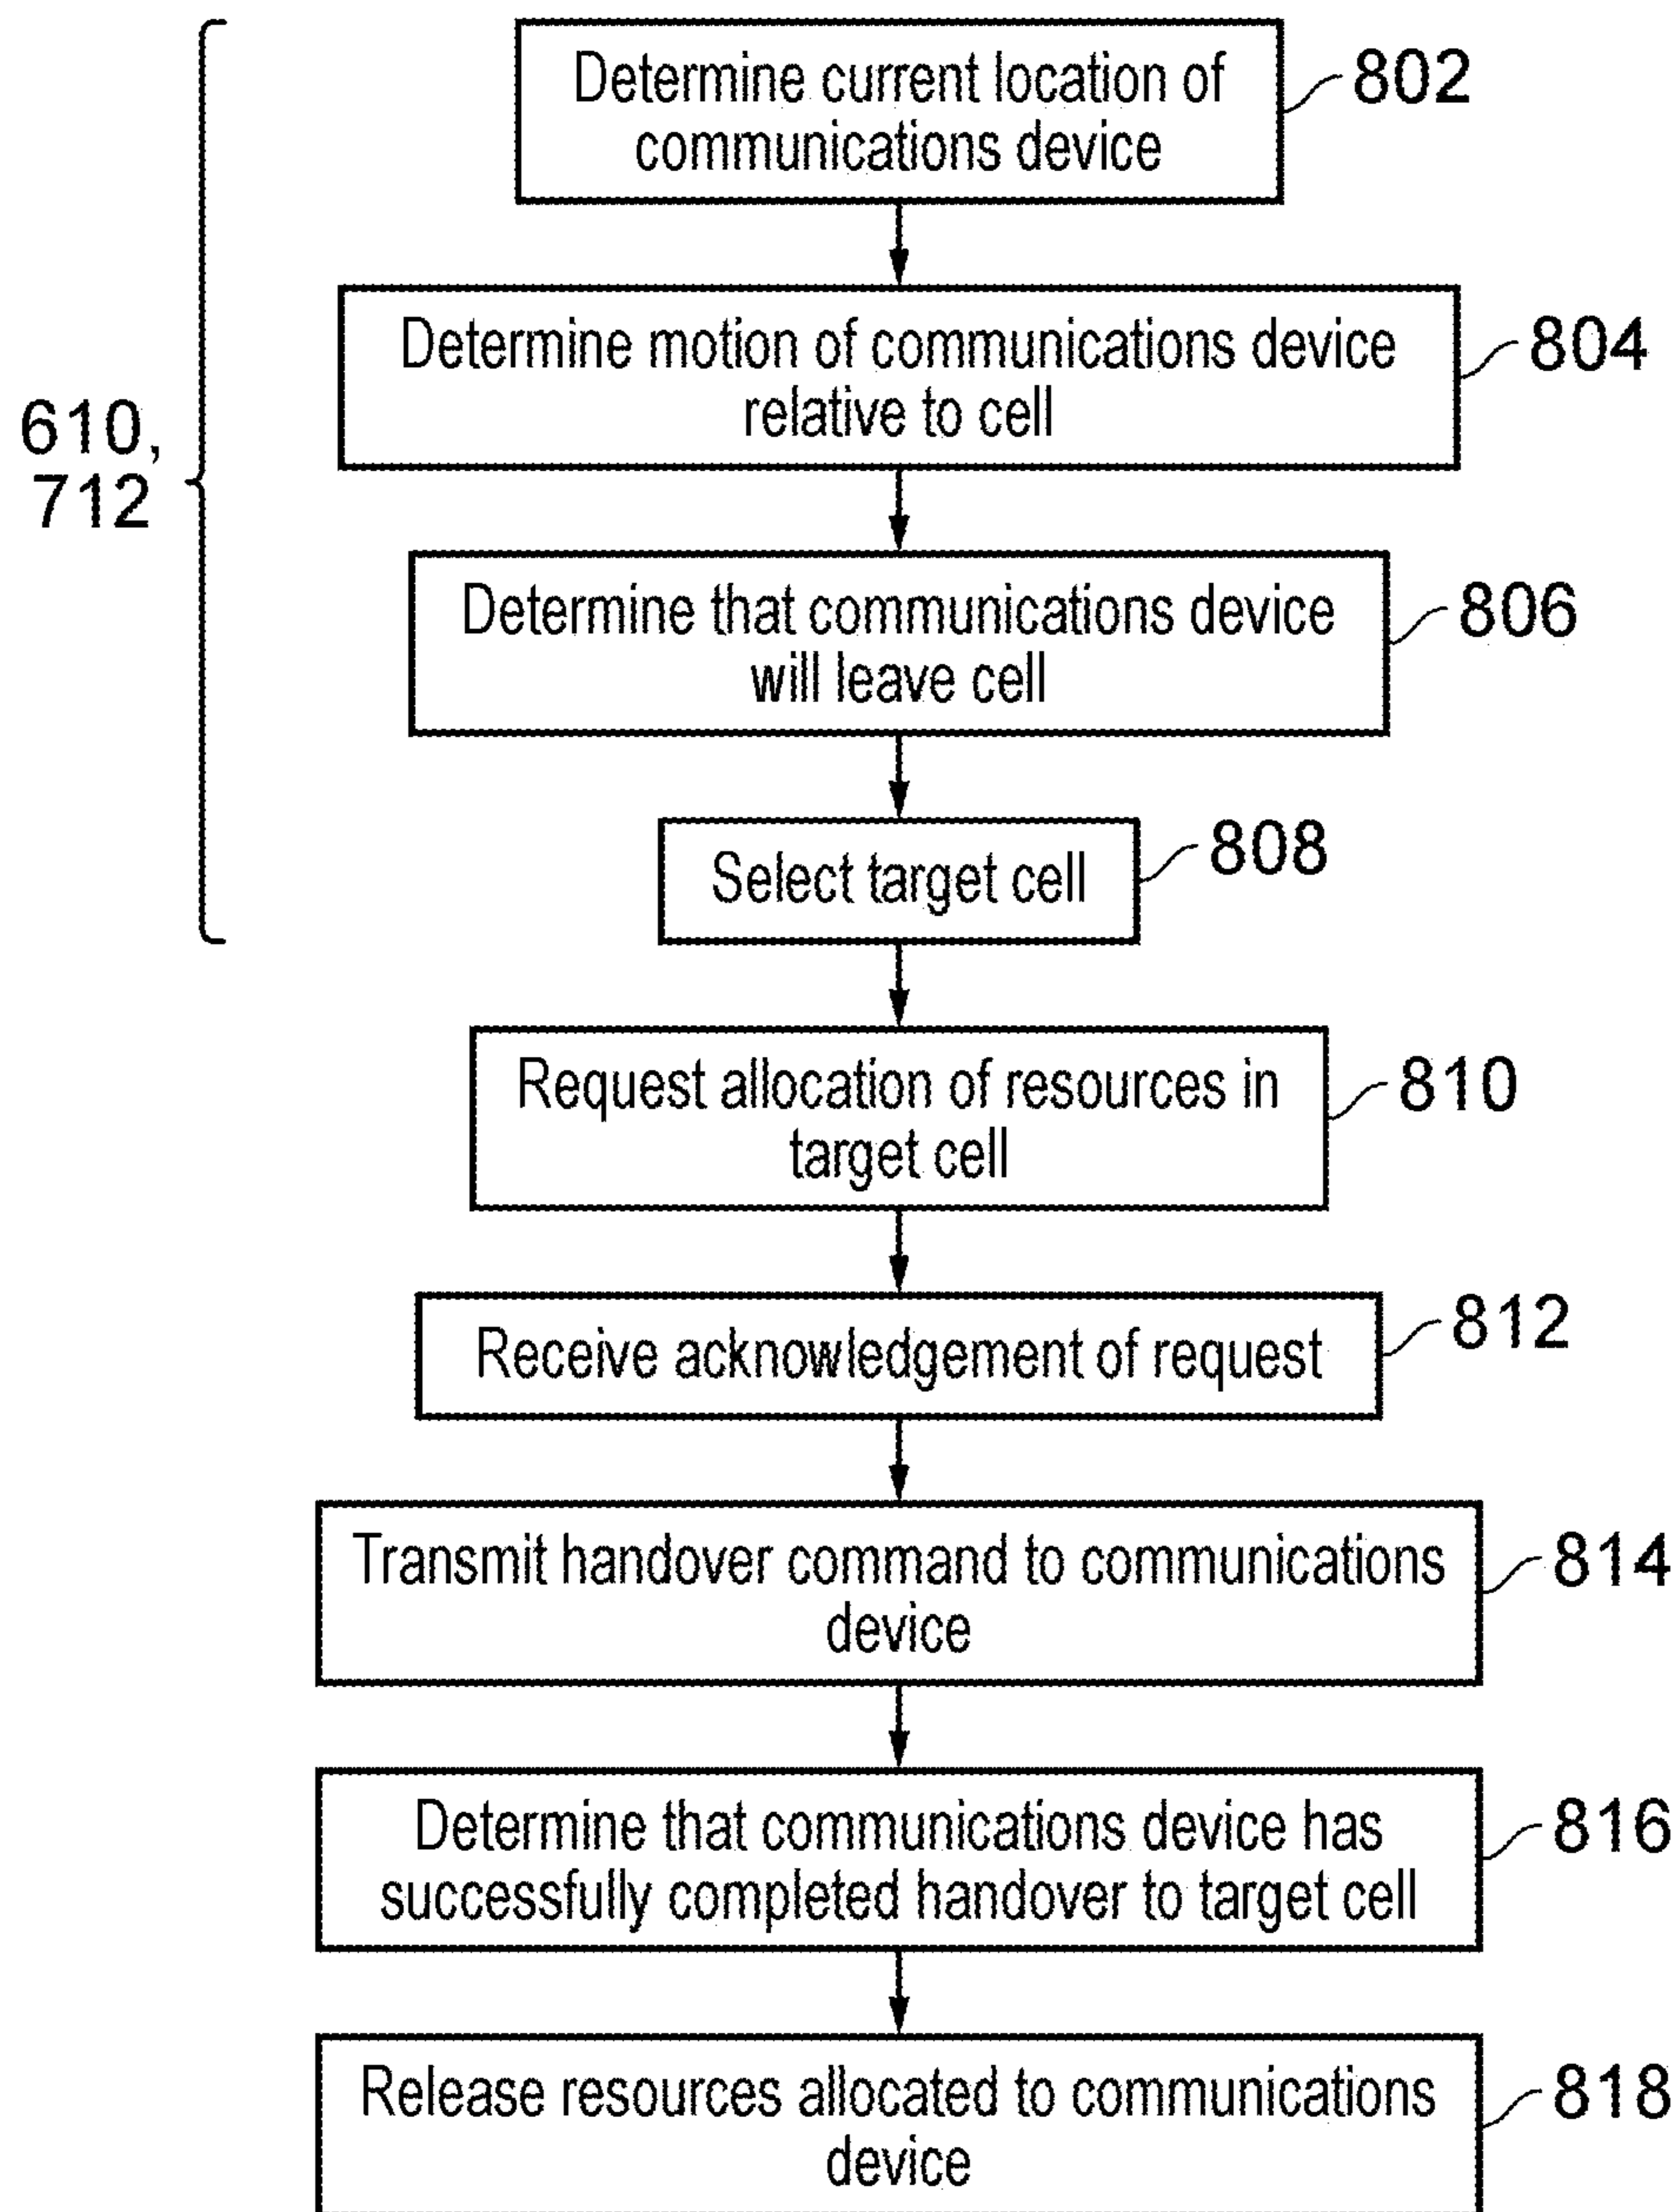 Determine current location of
communications device
802
Determine motion of communications device
relative to cell
804
610,
712
Determine that communications device
will leave cell
806
Select target cell
808
Request allocation of resources in
target cell
810
Receive acknowledgement of request
812
Transmit handover command to communications
device
814
Determine that communications device has
successfully completed handover to target cell
816
Release resources allocated to communications
device
818